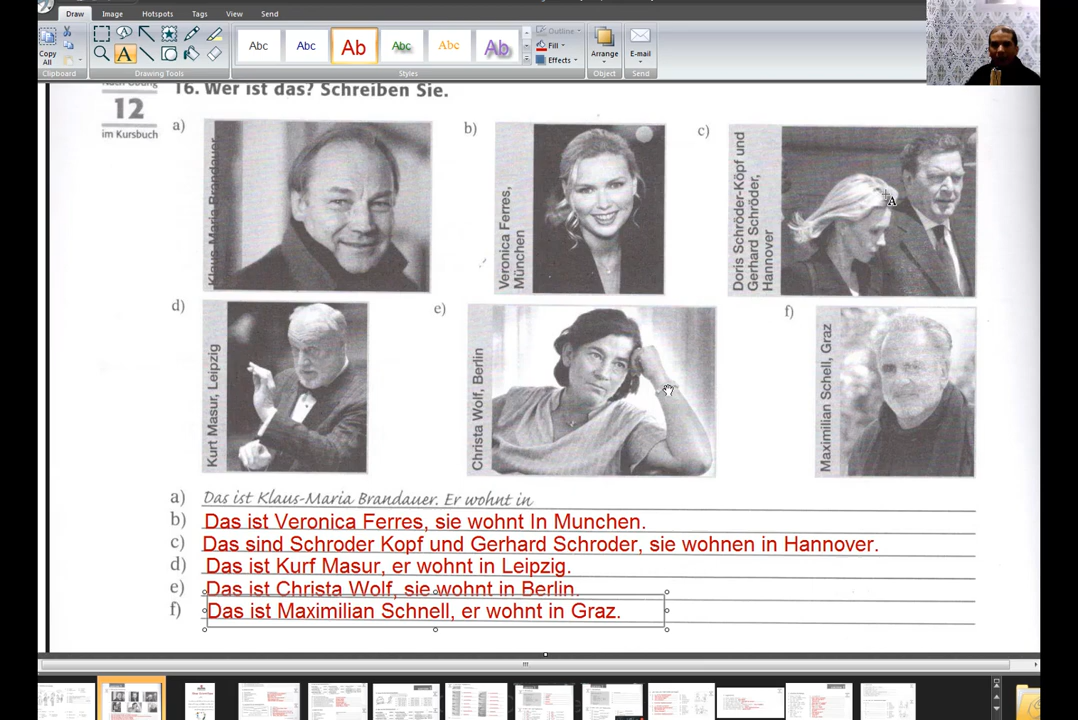 Draw Image Hotspots Tags View Send
Copy All
Abc Abc Ab Abc Abc Ab
Outline
Fill
Effects
Arrange
E-mail
Clipboard Drawing Tools Styles Object Send
Nach Übung
12
im Kursbuch
16. Wer ist das? Schreiben Sie.
a)
Klaus-Maria Brandauer,
b)
Veronica Ferres,
München
c)
Doris Schröder-Köpf und
Gerhard Schröder,
Hannover
d)
Kurt Masur, Leipzig
e)
Christa Wolf, Berlin
f)
Maximilian Schell, Graz
a) Das ist Klaus-Maria Brandauer. Er wohnt in
b) Das ist Veronica Ferres, sie wohnt In Munchen.
c) Das sind Schroder Kopf und Gerhard Schroder, sie wohnen in Hannover.
d) Das ist Kurf Masur, er wohnt in Leipzig.
e) Das ist Christa Wolf, sie wohnt in Berlin.
f) Das ist Maximilian Schnell, er wohnt in Graz.